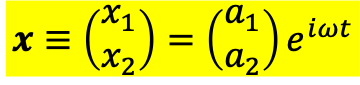 x ≡ (x₁ x₂) = (a₁ a₂) e^{iωt}